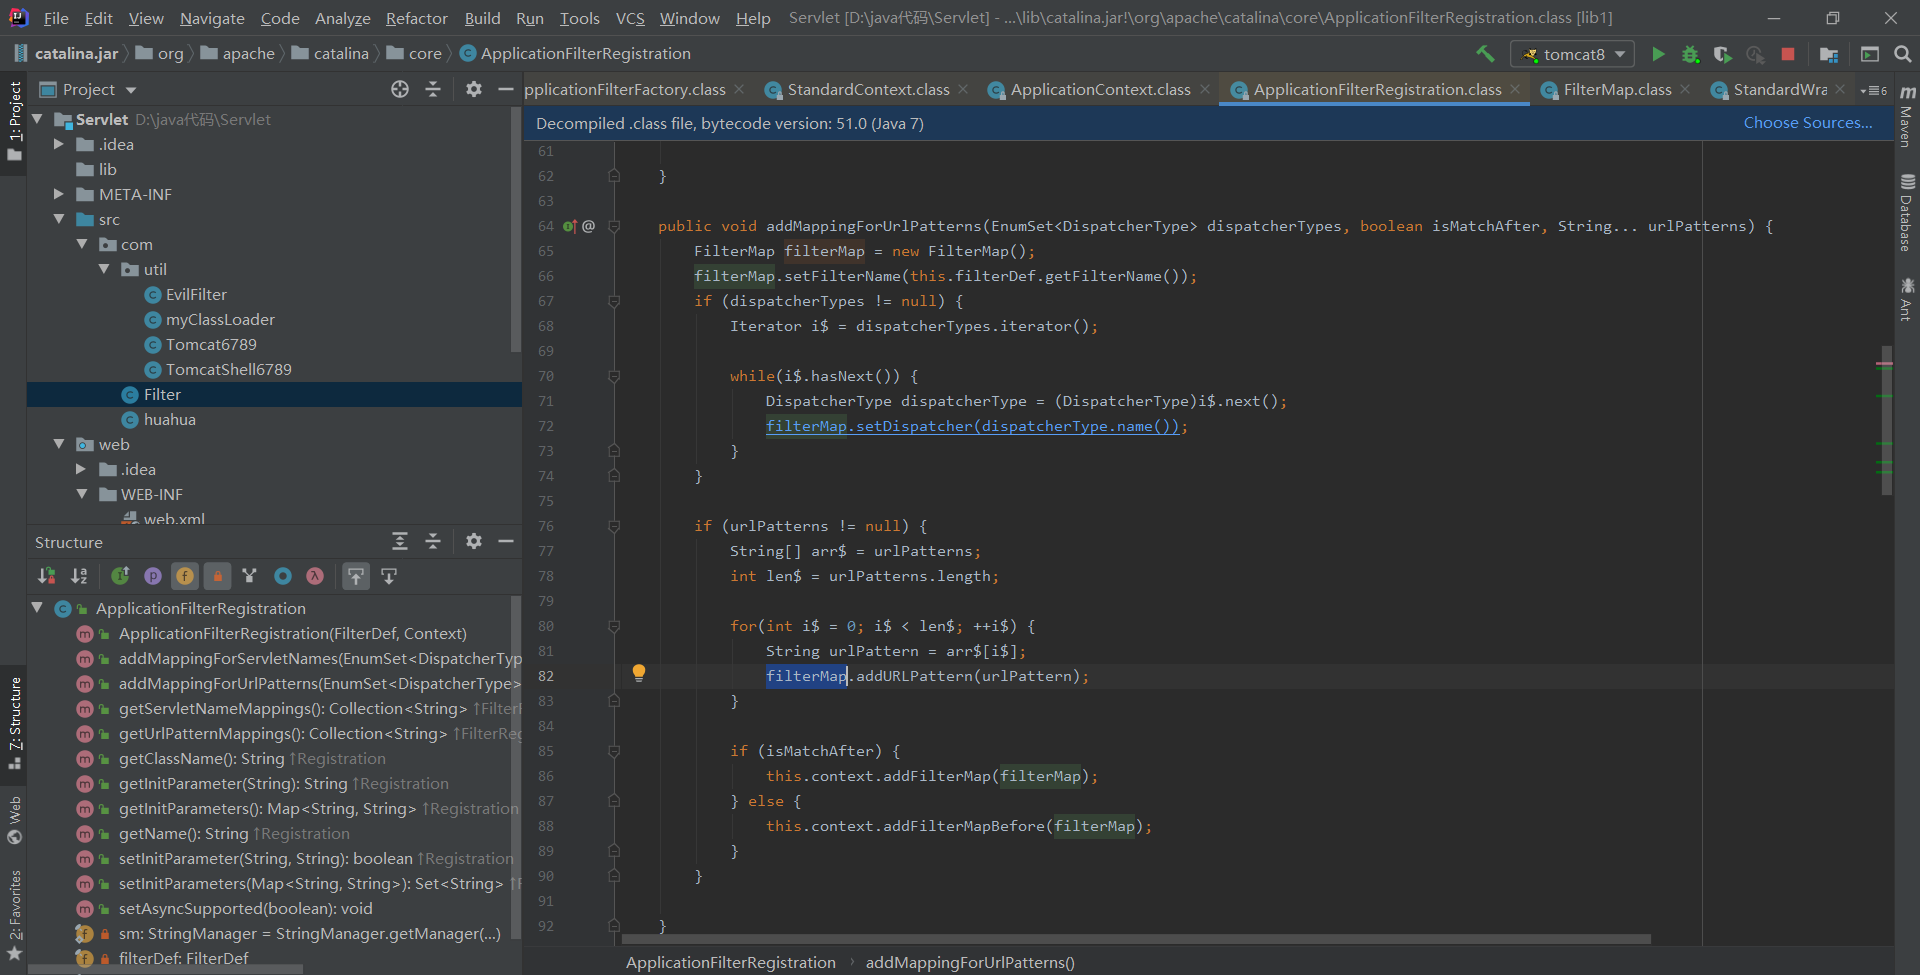 File Edit View Navigate Code Analyze Refactor Build Run Tools VCS Window Help Servlet [D:\java代码\Servlet] - ...\lib\catalina.jar!\org\apache\catalina\core\ApplicationFilterRegistration.class [lib1]
catalina.jar org apache catalina core ApplicationFilterRegistration tomcat8
Project
pplicationFilterFactory.class StandardContext.class ApplicationContext.class ApplicationFilterRegistration.class FilterMap.class StandardWra 6
Decompiled .class file, bytecode version: 51.0 (Java 7) Choose Sources...
1: Project
7: Structure
Web
2: Favorites
Servlet D:\java代码\Servlet
.idea
lib
META-INF
src
com
util
EvilFilter
myClassLoader
Tomcat6789
TomcatShell6789
Filter
huahua
web
.idea
WEB-INF
web.xml
Structure
ApplicationFilterRegistration
ApplicationFilterRegistration(FilterDef, Context)
addMappingForServletNames(EnumSet<DispatcherTyp
addMappingForUrlPatterns(EnumSet<DispatcherType>
getServletNameMappings(): Collection<String> ↑FilterR
getUrlPatternMappings(): Collection<String> ↑FilterReg
getClassName(): String ↑Registration
getInitParameter(String): String ↑Registration
getInitParameters(): Map<String, String> ↑Registration
getName(): String ↑Registration
setInitParameter(String, String): boolean ↑Registration
setInitParameters(Map<String, String>): Set<String> ↑F
setAsyncSupported(boolean): void
sm: StringManager = StringManager.getManager(...)
filterDef: FilterDef
61
62 }
63
64 public void addMappingForUrlPatterns(EnumSet<DispatcherType> dispatcherTypes, boolean isMatchAfter, String... urlPatterns) {
65 FilterMap filterMap = new FilterMap();
66 filterMap.setFilterName(this.filterDef.getFilterName());
67 if (dispatcherTypes != null) {
68 Iterator i$ = dispatcherTypes.iterator();
69
70 while(i$.hasNext()) {
71 DispatcherType dispatcherType = (DispatcherType)i$.next();
72 filterMap.setDispatcher(dispatcherType.name());
73 }
74 }
75
76 if (urlPatterns != null) {
77 String[] arr$ = urlPatterns;
78 int len$ = urlPatterns.length;
79
80 for(int i$ = 0; i$ < len$; ++i$) {
81 String urlPattern = arr$[i$];
82 filterMap.addURLPattern(urlPattern);
83 }
84
85 if (isMatchAfter) {
86 this.context.addFilterMap(filterMap);
87 } else {
88 this.context.addFilterMapBefore(filterMap);
89 }
90 }
91
92 }
ApplicationFilterRegistration › addMappingForUrlPatterns()
Maven
Database
Ant